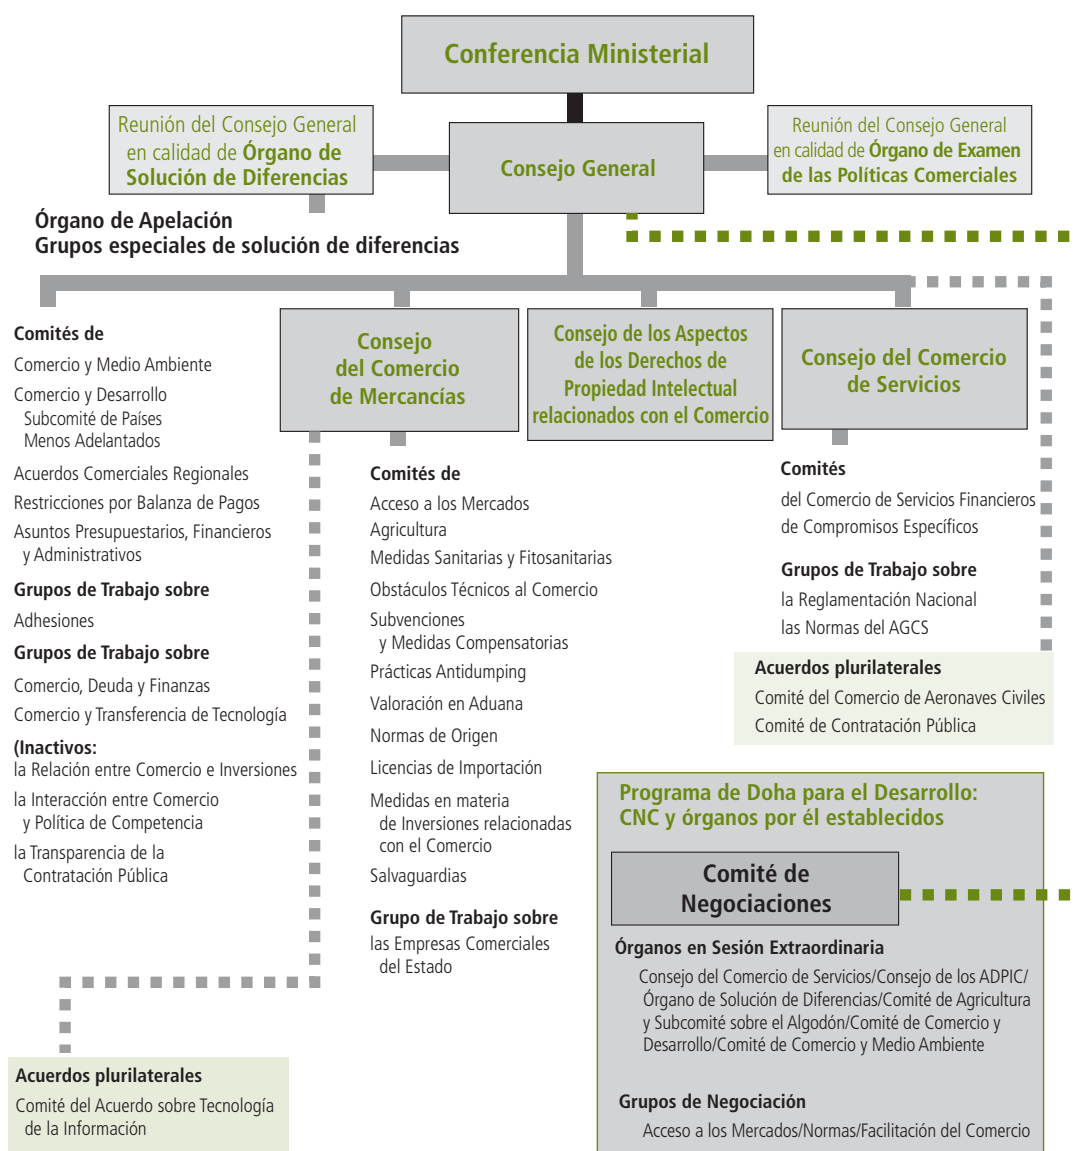 Conferencia Ministerial
Reunión del Consejo General
en calidad de Órgano de
Solución de Diferencias
Consejo General
Reunión del Consejo General
en calidad de Órgano de Examen
de las Políticas Comerciales
Órgano de Apelación
Grupos especiales de solución de diferencias
Comités de
Comercio y Medio Ambiente
Comercio y Desarrollo
Subcomité de Países
Menos Adelantados
Acuerdos Comerciales Regionales
Restricciones por Balanza de Pagos
Asuntos Presupuestarios, Financieros
y Administrativos
Grupos de Trabajo sobre
Adhesiones
Grupos de Trabajo sobre
Comercio, Deuda y Finanzas
Comercio y Transferencia de Tecnología
(Inactivos:
la Relación entre Comercio e Inversiones
la Interacción entre Comercio
y Política de Competencia
la Transparencia de la
Contratación Pública
Consejo
del Comercio
de Mercancías
Comités de
Acceso a los Mercados
Agricultura
Medidas Sanitarias y Fitosanitarias
Obstáculos Técnicos al Comercio
Subvenciones
y Medidas Compensatorias
Prácticas Antidumping
Valoración en Aduana
Normas de Origen
Licencias de Importación
Medidas en materia
de Inversiones relacionadas
con el Comercio
Salvaguardias
Grupo de Trabajo sobre
las Empresas Comerciales
del Estado
Consejo de los Aspectos
de los Derechos de
Propiedad Intelectual
relacionados con el Comercio
Consejo del Comercio
de Servicios
Comités
del Comercio de Servicios Financieros
de Compromisos Específicos
Grupos de Trabajo sobre
la Reglamentación Nacional
las Normas del AGCS
Acuerdos plurilaterales
Comité del Comercio de Aeronaves Civiles
Comité de Contratación Pública
Programa de Doha para el Desarrollo:
CNC y órganos por él establecidos
Comité de
Negociaciones
Órganos en Sesión Extraordinaria
Consejo del Comercio de Servicios/Consejo de los ADPIC/
Órgano de Solución de Diferencias/Comité de Agricultura
y Subcomité sobre el Algodón/Comité de Comercio y
Desarrollo/Comité de Comercio y Medio Ambiente
Grupos de Negociación
Acceso a los Mercados/Normas/Facilitación del Comercio
Acuerdos plurilaterales
Comité del Acuerdo sobre Tecnología
de la Información